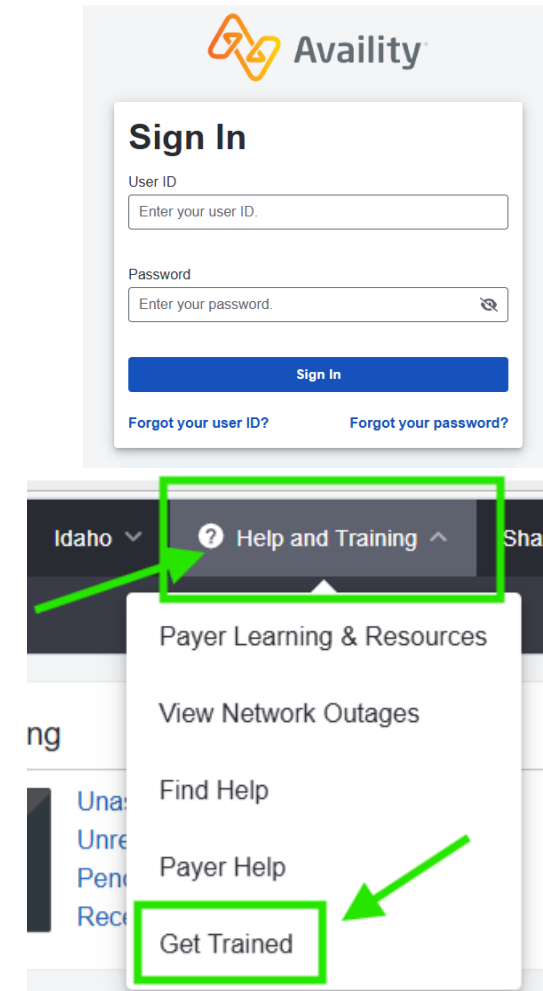 Availity
Sign In
User ID
Enter your user ID.
Password
Enter your password.
Sign In
Forgot your user ID? Forgot your password?
Idaho Help and Training
Payer Learning & Resources
View Network Outages
Find Help
Payer Help
Get Trained